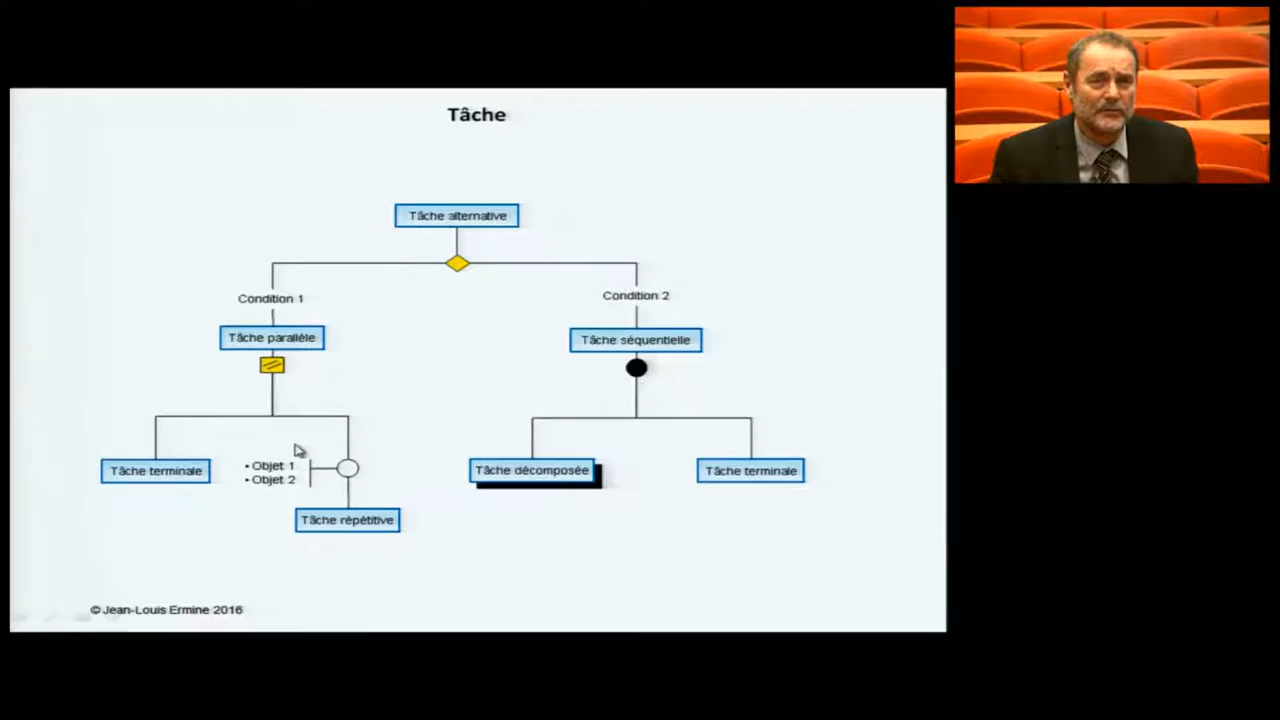 Tâche
Tâche alternative
Condition 1
Condition 2
Tâche parallèle
Tâche séquentielle
Tâche terminale
• Objet 1
• Objet 2
Tâche répétitive
Tâche décomposée
Tâche terminale
© Jean-Louis Ermine 2016